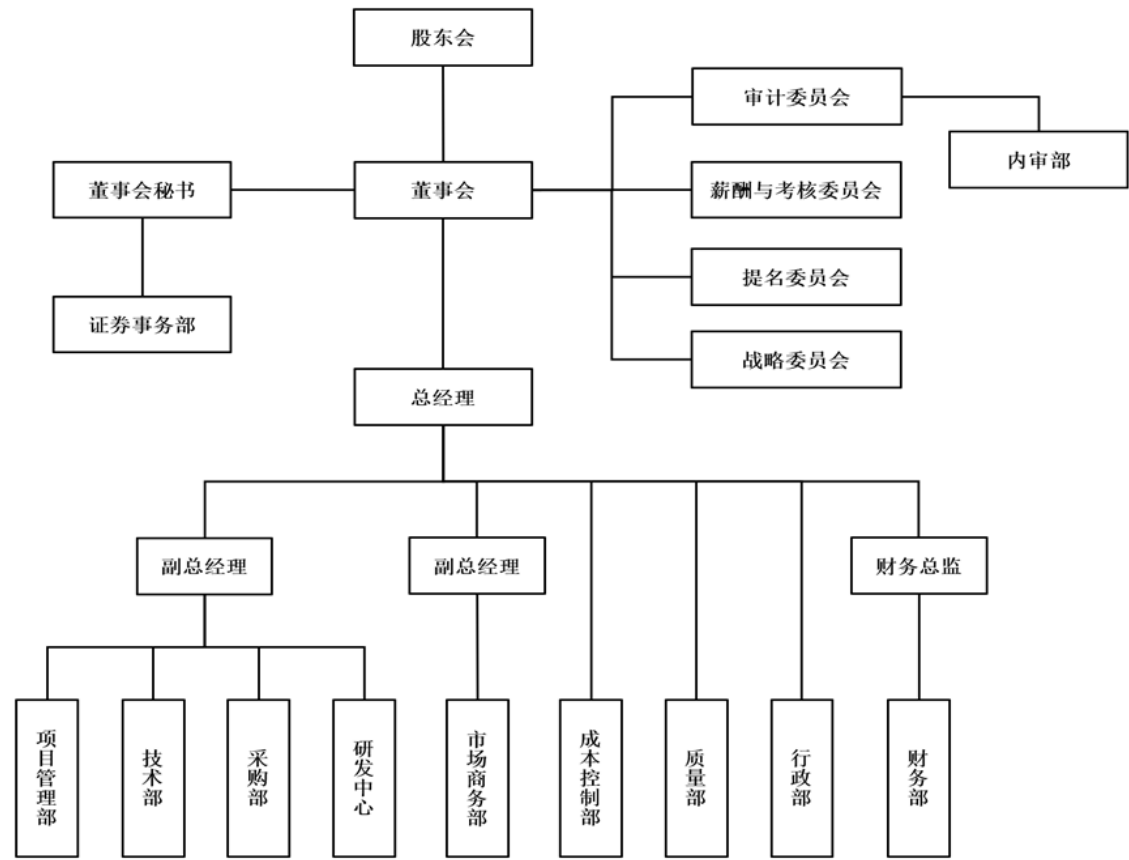 股东会
审计委员会
内审部
董事会秘书
董事会
薪酬与考核委员会
提名委员会
证券事务部
战略委员会
总经理
副总经理
副总经理
财务总监
项目管理部
技术部
采购部
研发中心
市场商务部
成本控制部
质量部
行政部
财务部